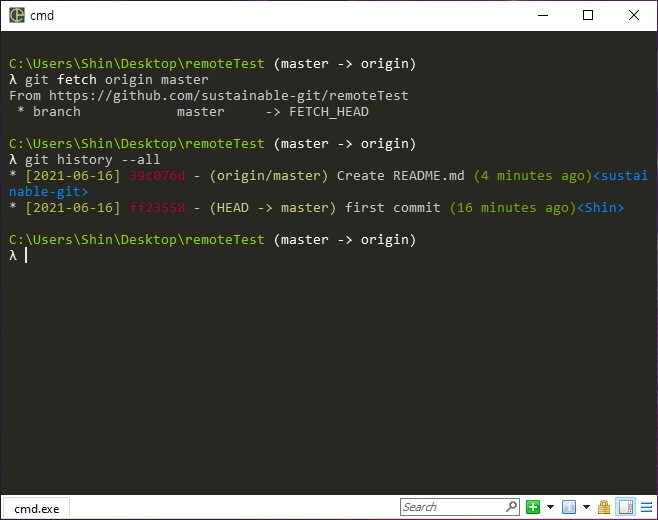 cmd
C:\Users\Shin\Desktop\remoteTest (master -> origin)
λ git fetch origin master
From https://github.com/sustainable-git/remoteTest
 * branch            master     -> FETCH_HEAD
C:\Users\Shin\Desktop\remoteTest (master -> origin)
λ git history --all
* [2021-06-16] 39c076d - (origin/master) Create README.md (4 minutes ago)<sustai
nable-git>
* [2021-06-16] ff23558 - (HEAD -> master) first commit (16 minutes ago)<Shin>
C:\Users\Shin\Desktop\remoteTest (master -> origin)
λ
cmd.exe
Search